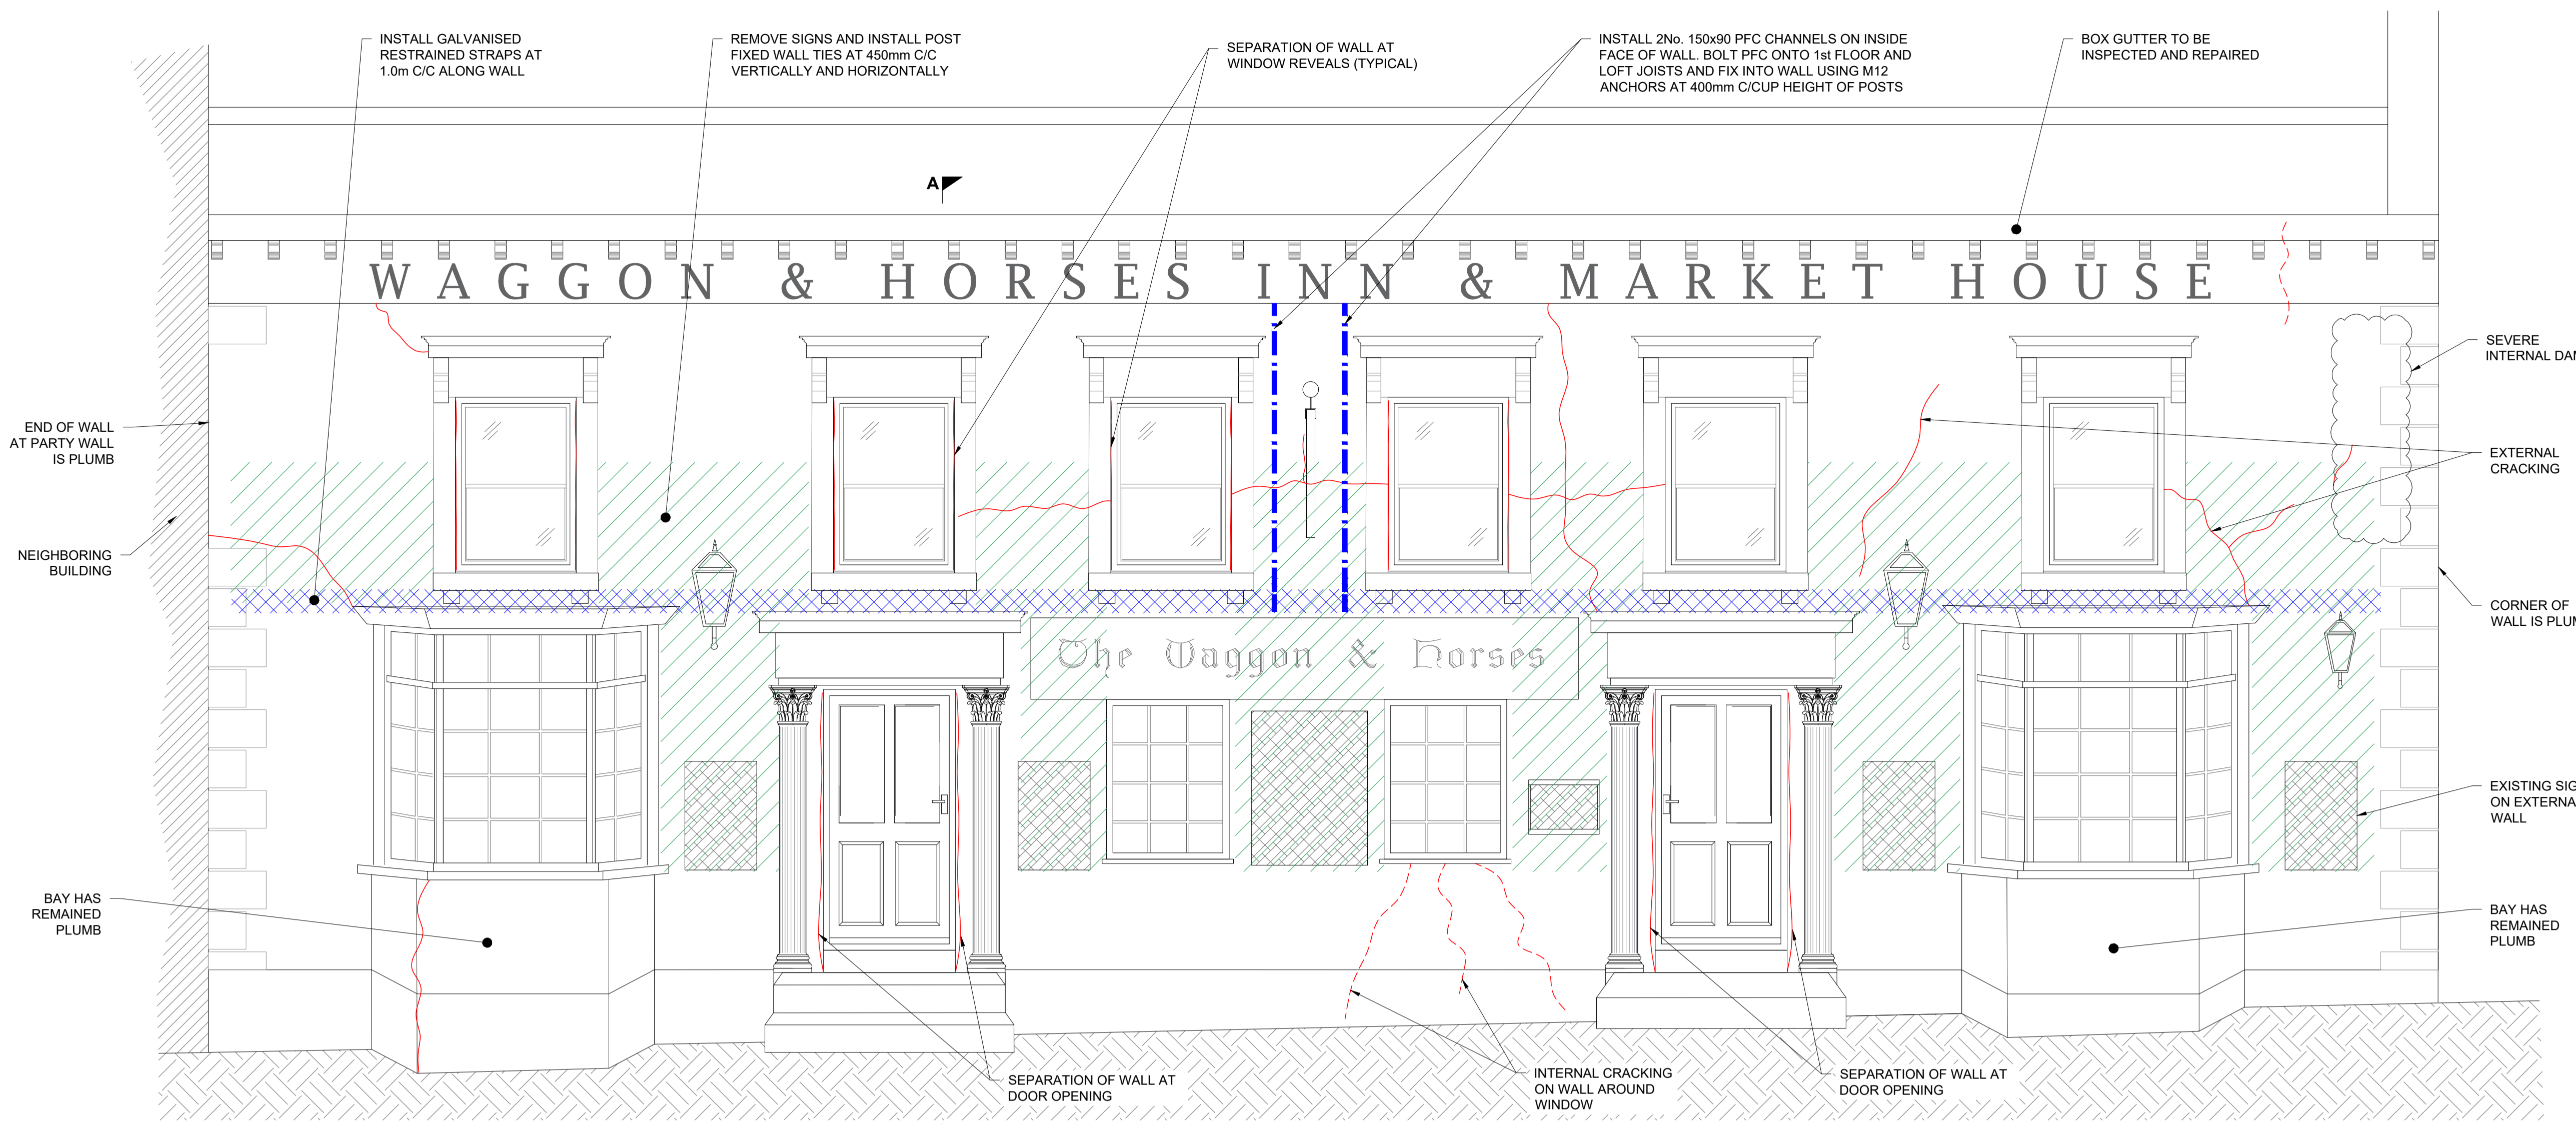 INSTALL GALVANISED
RESTRAINED STRAPS AT
1.0m C/C ALONG WALL
REMOVE SIGNS AND INSTALL POST
FIXED WALL TIES AT 450mm C/C
VERTICALLY AND HORIZONTALLY
SEPARATION OF WALL AT
WINDOW REVEALS (TYPICAL)
INSTALL 2No. 150x90 PFC CHANNELS ON INSIDE
FACE OF WALL. BOLT PFC ONTO 1st FLOOR AND
LOFT JOISTS AND FIX INTO WALL USING M12
ANCHORS AT 400mm C/CUP HEIGHT OF POSTS
BOX GUTTER TO BE
INSPECTED AND REPAIRED
A
WAGGON & HORSES INN & MARKET HOUSE
SEVERE
INTERNAL
END OF WALL
AT PARTY WALL
IS PLUMB
EXTERNAL
CRACKING
NEIGHBORING
BUILDING
CORNER OF
WALL IS
The Waggon & Horses
EXISTING
ON
WALL
BAY HAS
REMAINED
PLUMB
BAY HAS
REMAINED
PLUMB
SEPARATION OF WALL AT
DOOR OPENING
INTERNAL CRACKING
ON WALL AROUND
WINDOW
SEPARATION OF WALL AT
DOOR OPENING